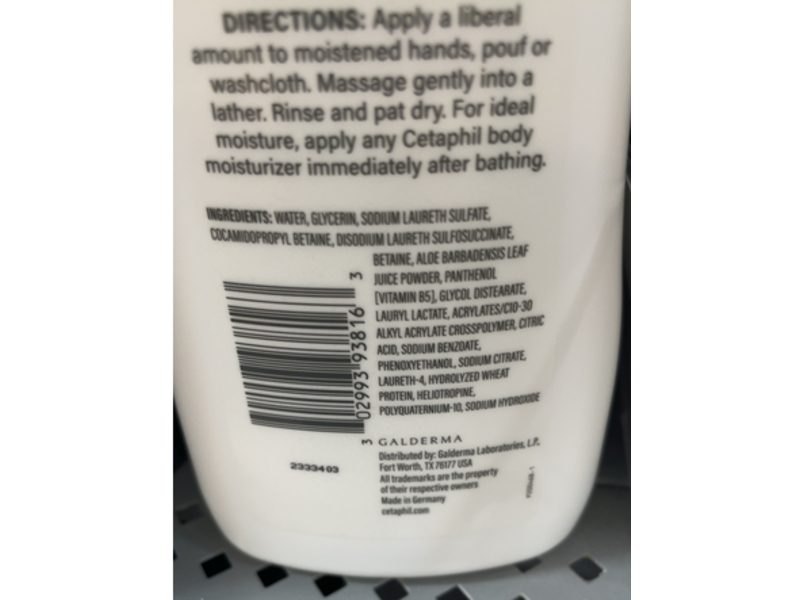 DIRECTIONS: Apply a liberal
amount to moistened hands, pouf or
washcloth. Massage gently into a
lather. Rinse and pat dry. For ideal
moisture, apply any Cetaphil body
moisturizer immediately after bathing.
INGREDIENTS: WATER, GLYCERIN, SODIUM LAURETH SULFATE,
COCAMIDOPROPYL BETAINE, DISODIUM LAURETH SULFOSUCCINATE,
BETAINE, ALOE BARBADENSIS LEAF
JUICE POWDER, PANTHENOL
[VITAMIN B5], GLYCOL DISTEARATE,
LAURYL LACTATE, ACRYLATES/C10-30
ALKYL ACRYLATE CROSSPOLYMER, CITRIC
ACID, SODIUM BENZOATE,
PHENOXYETHANOL, SODIUM CITRATE,
LAURETH-4, HYDROLYZED WHEAT
PROTEIN, HELIOTROPINE,
POLYQUATERNIUM-10, SODIUM HYDROXIDE
3 02993 93816 3
GALDERMA
Distributed by: Galderma Laboratories, L.P.
Fort Worth, TX 76177 USA
All trademarks are the property
of their respective owners
Made in Germany
cetaphil.com
2333403